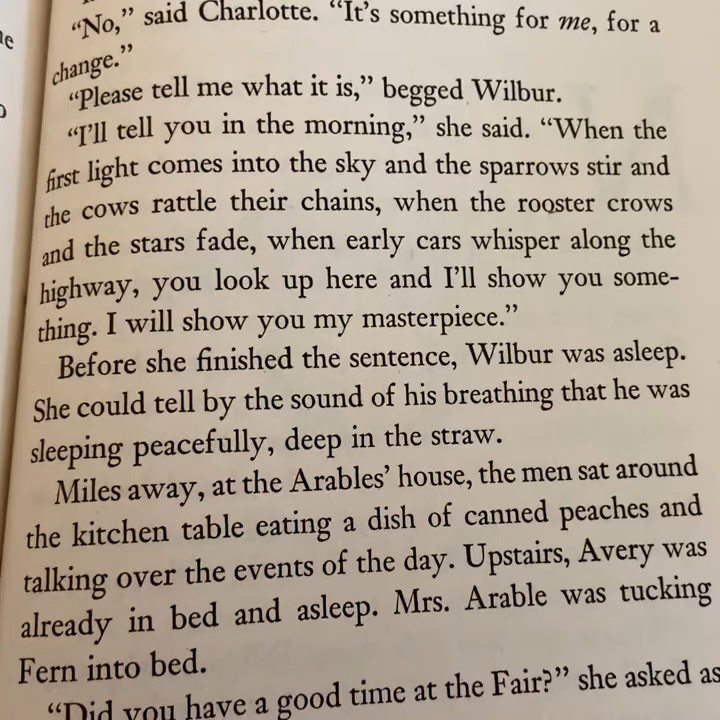 “No,” said Charlotte. “It’s something for me, for a
change.”
“Please tell me what it is,” begged Wilbur.
“I’ll tell you in the morning,” she said. “When the
first light comes into the sky and the sparrows stir and
the cows rattle their chains, when the rooster crows
and the stars fade, when early cars whisper along the
highway, you look up here and I’ll show you some-
thing. I will show you my masterpiece.”
Before she finished the sentence, Wilbur was asleep.
She could tell by the sound of his breathing that he was
sleeping peacefully, deep in the straw.
Miles away, at the Arables’ house, the men sat around
the kitchen table eating a dish of canned peaches and
talking over the events of the day. Upstairs, Avery was
already in bed and asleep. Mrs. Arable was tucking
Fern into bed.
“Did you have a good time at the Fair?” she asked as